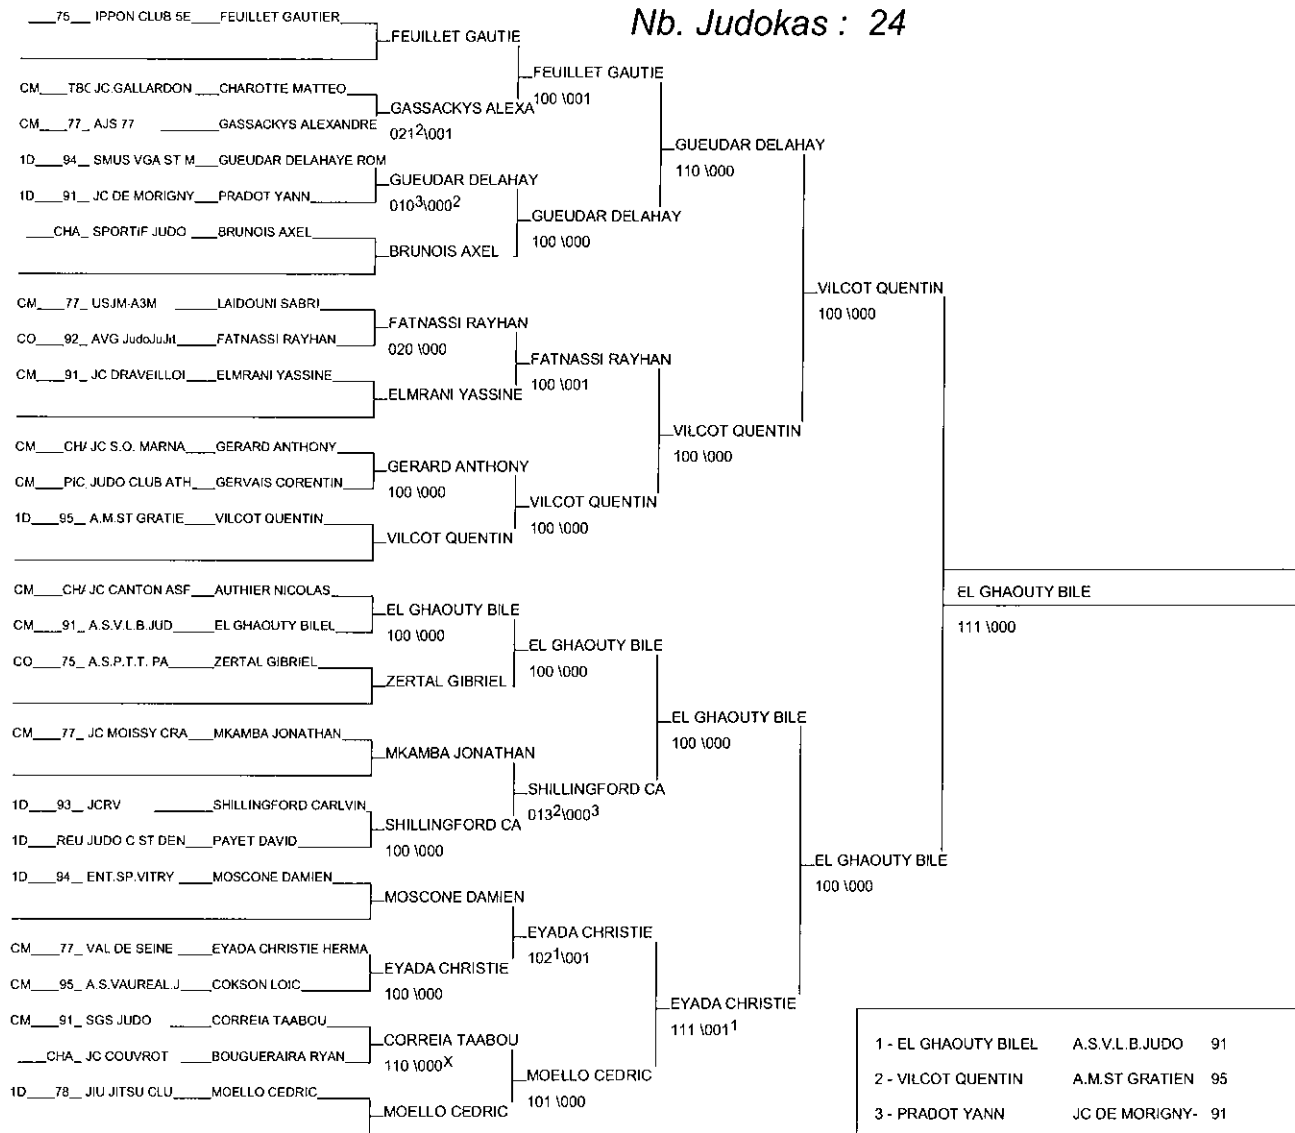 Nb. Judokas : 24
75 IPPON CLUB 5E FEUILLET GAUTIER
FEUILLET GAUTIE
FEUILLET GAUTIE
100 \001
CM T8C JC GALLARDON CHAROTTE MATTEO
GASSACKYS ALEXA
021²\001
CM 77 AJS 77 GASSACKYS ALEXANDRE
GUEUDAR DELAHAY
110 \000
1D 94 SMUS VGA ST M GUEUDAR DELAHAYE ROM
GUEUDAR DELAHAY
010³\000²
1D 91 JC DE MORIGNY PRADOT YANN
GUEUDAR DELAHAY
100 \000
CHA SPORTIF JUDO BRUNOIS AXEL
BRUNOIS AXEL
VILCOT QUENTIN
100 \000
CM 77 USJM-A3M LAIDOUNI SABRI
FATNASSI RAYHAN
020 \000
CO 92 AVG JudoJuJit FATNASSI RAYHAN
FATNASSI RAYHAN
100 \001
CM 91 JC DRAVEILLOI ELMRANI YASSINE
ELMRANI YASSINE
VILCOT QUENTIN
100 \000
CM CH/ JC S.O. MARNA GERARD ANTHONY
GERARD ANTHONY
100 \000
CM PIC JUDO CLUB ATH GERVAIS CORENTIN
VILCOT QUENTIN
100 \000
1D 95 A.M.ST GRATIE VILCOT QUENTIN
VILCOT QUENTIN
EL GHAOUTY BILE
111 \000
CM CH/ JC CANTON ASF AUTHIER NICOLAS
EL GHAOUTY BILE
100 \000
CM 91 A.S.V.L.B.JUD EL GHAOUTY BILEL
EL GHAOUTY BILE
100 \000
CO 75 A.S.P.T.T. PA ZERTAL GIBRIEL
ZERTAL GIBRIEL
EL GHAOUTY BILE
100 \000
CM 77 JC MOISSY CRA MKAMBA JONATHAN
MKAMBA JONATHAN
SHILLINGFORD CA
013²\000³
1D 93 JCRV SHILLINGFORD CARLVIN
SHILLINGFORD CA
100 \000
1D REU JUDO C ST DEN PAYET DAVID
EL GHAOUTY BILE
100 \000
1D 94 ENT.SP.VITRY MOSCONE DAMIEN
MOSCONE DAMIEN
EYADA CHRISTIE
102¹\001
CM 77 VAL DE SEINE EYADA CHRISTIE HERMA
EYADA CHRISTIE
100 \000
CM 95 A.S.VAUREAL.J COKSON LOIC
EYADA CHRISTIE
111 \001¹
CM 91 SGS JUDO CORREIA TAABOU
CORREIA TAABOU
110 \000X
CHA JC COUVROT BOUGUERAIRA RYAN
MOELLO CEDRIC
101 \000
1D 78 JIU JITSU CLU MOELLO CEDRIC
MOELLO CEDRIC
1 - EL GHAOUTY BILEL A.S.V.L.B.JUDO 91
2 - VILCOT QUENTIN A.M.ST GRATIEN 95
3 - PRADOT YANN JC DE MORIGNY- 91